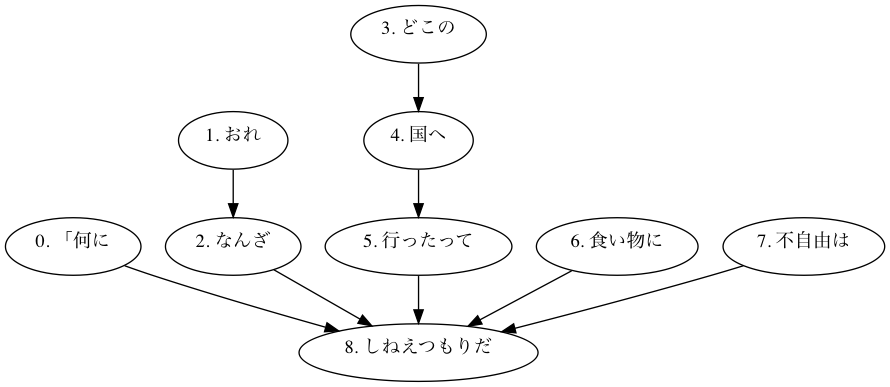 3. どこの
1. おれ
4. 国へ
0. 「何に
2. なんざ
5. 行ったって
6. 食い物に
7. 不自由は
8. しねえつもりだ